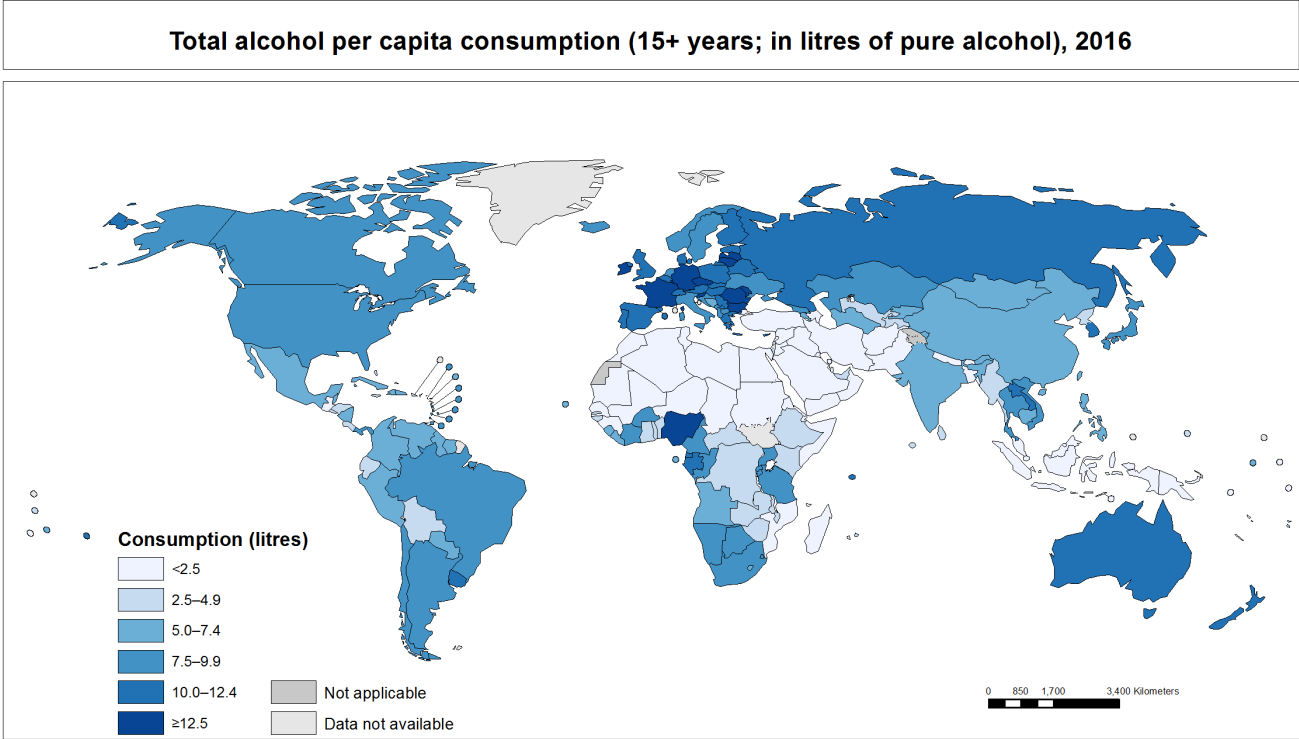 Total alcohol per capita consumption (15+ years; in litres of pure alcohol), 2016
Consumption (litres)
<2.5
2.5–4.9
5.0–7.4
7.5–9.9
10.0–12.4
≥12.5
Not applicable
Data not available
0 850 1,700 3,400 Kilometers